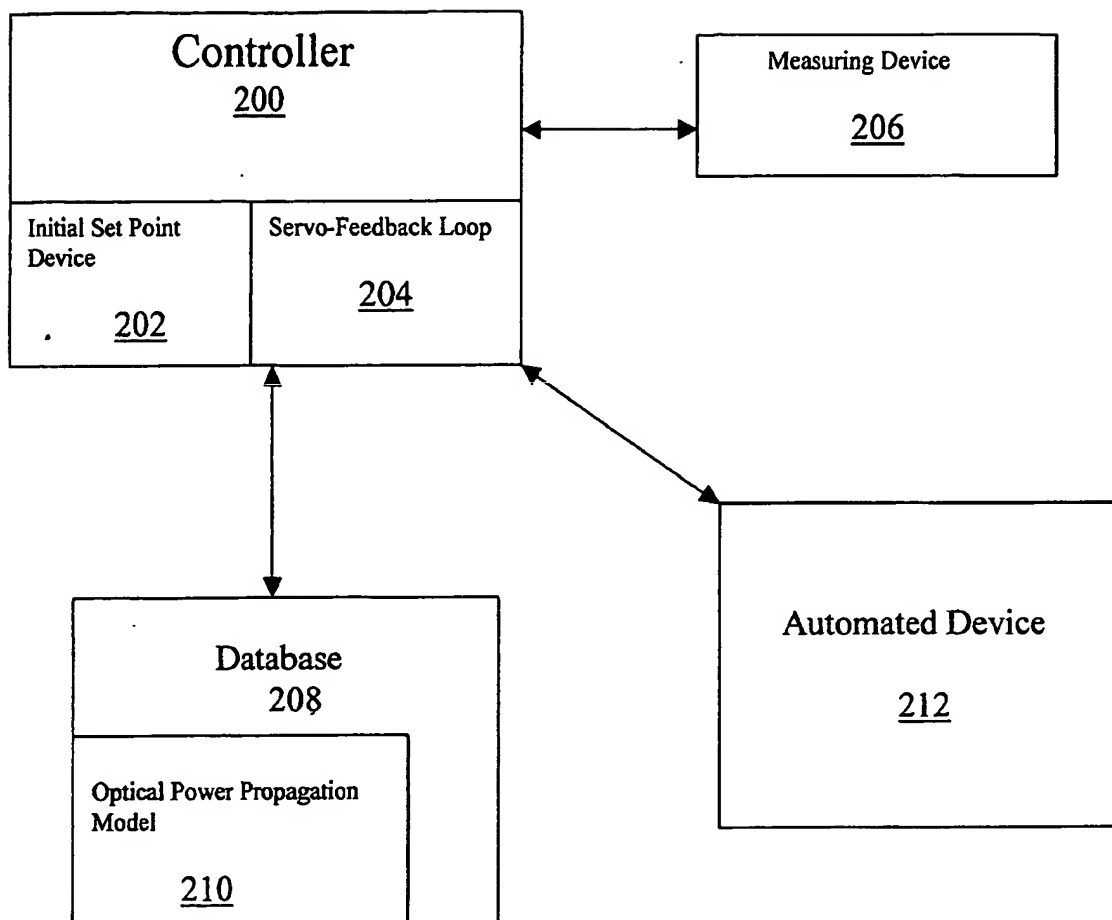 Controller
200
Measuring Device
206
Initial Set Point
Device
202
Servo-Feedback Loop
204
Database
208
Optical Power Propagation
Model
210
Automated Device
212